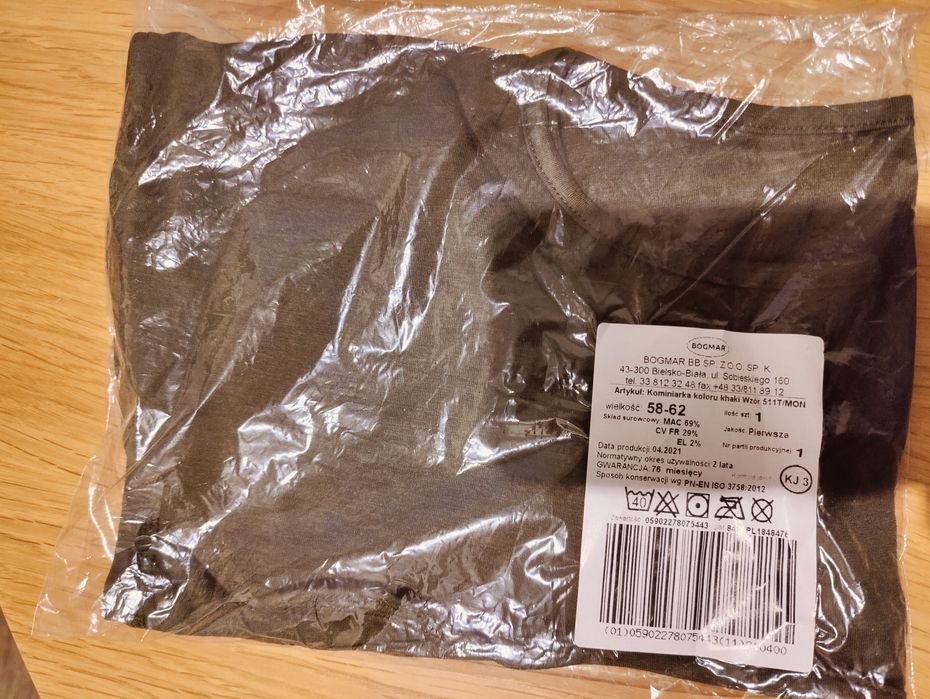 BOGMAR
BOGMAR BB SP. Z O.O. SP. K.
43-300 Bielsko-Biała, ul. Sobieskiego 160
tel. 33 812 32 48 fax +48 33/811 89 12
Artykuł: Kominiarka koloru khaki Wzór 511T/MON
wielkość: 58-62 Ilość szt: 1
Skład surowcowy: MAC 69% Jakość: Pierwsza
CV FR 29%
EL 2% Nr partii produkcyjnej 1
Data produkcji: 04.2021
Normatywny okres używalności: 2 lata
GWARANCJA: 76 miesięcy
KJ 3
Sposób konserwacji wg PN-EN ISO 3758:2012
40
Zawartość: 05902278075443
(01)05902278075443(11)